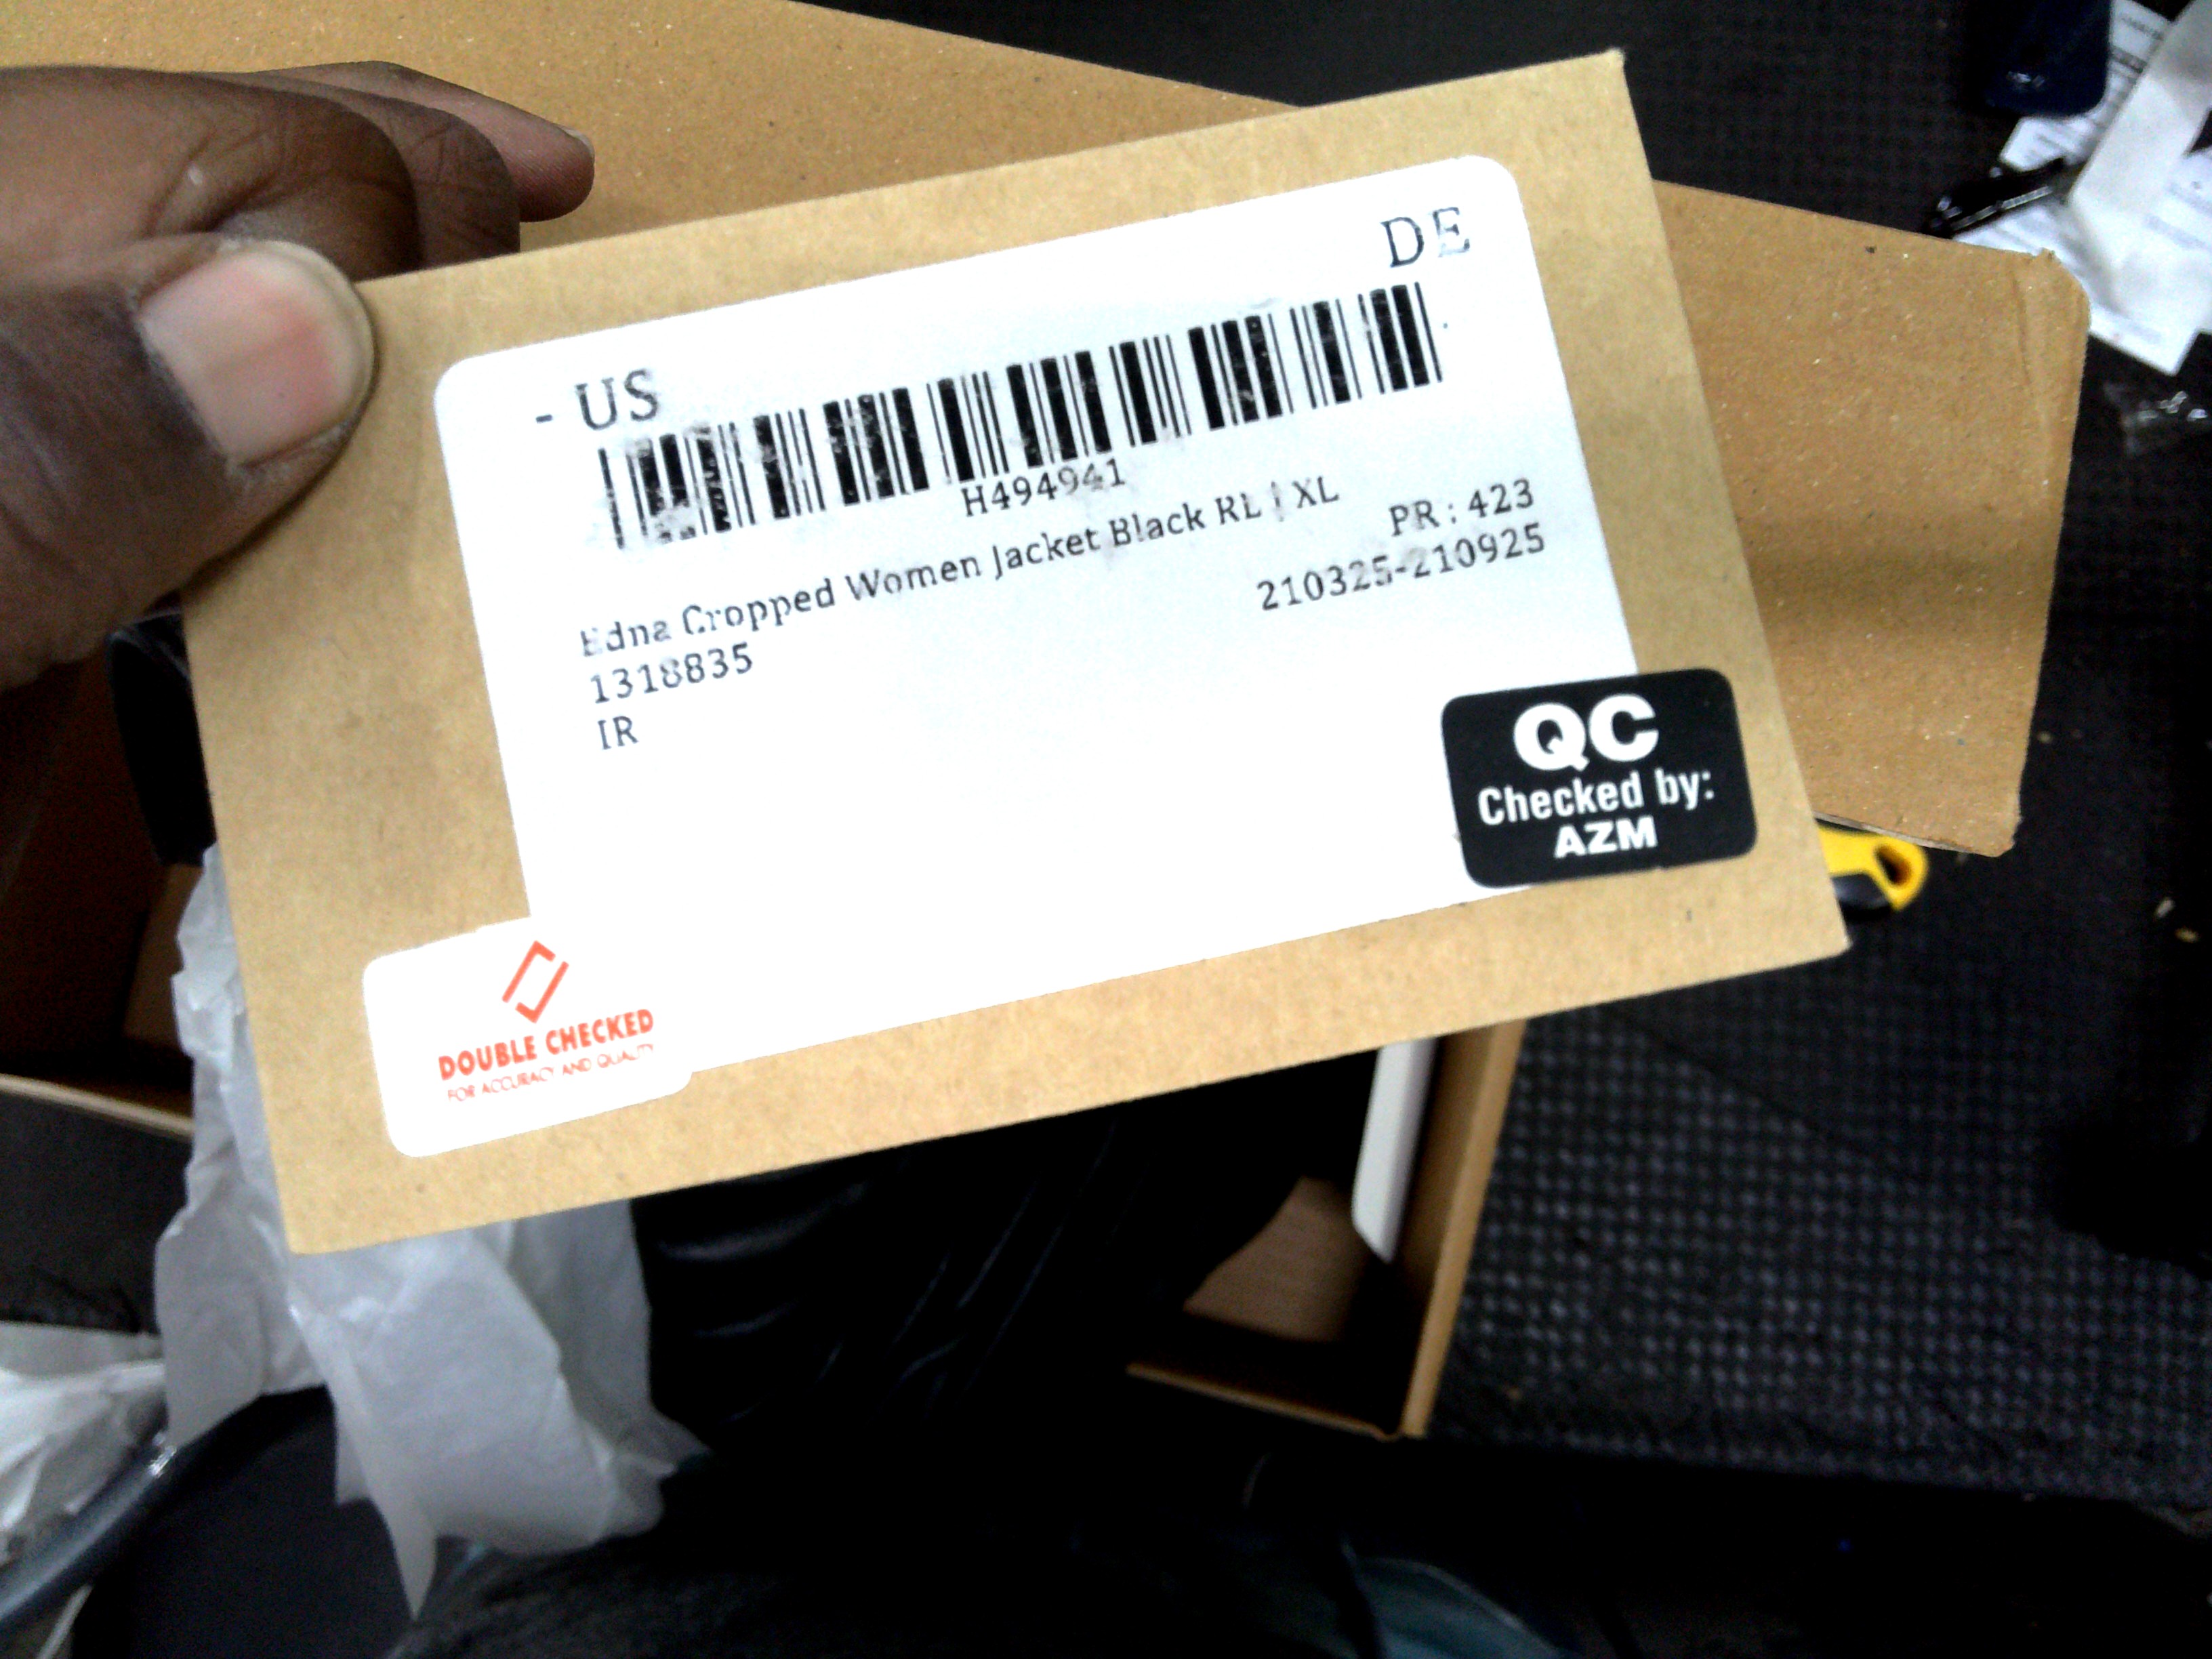 - US
DE
H494941
Edna Cropped Women Jacket Black RL | XL
1318835
IR
PR : 423
210325-210925
QC
Checked by:
AZM
DOUBLE CHECKED
FOR ACCURACY AND QUALITY